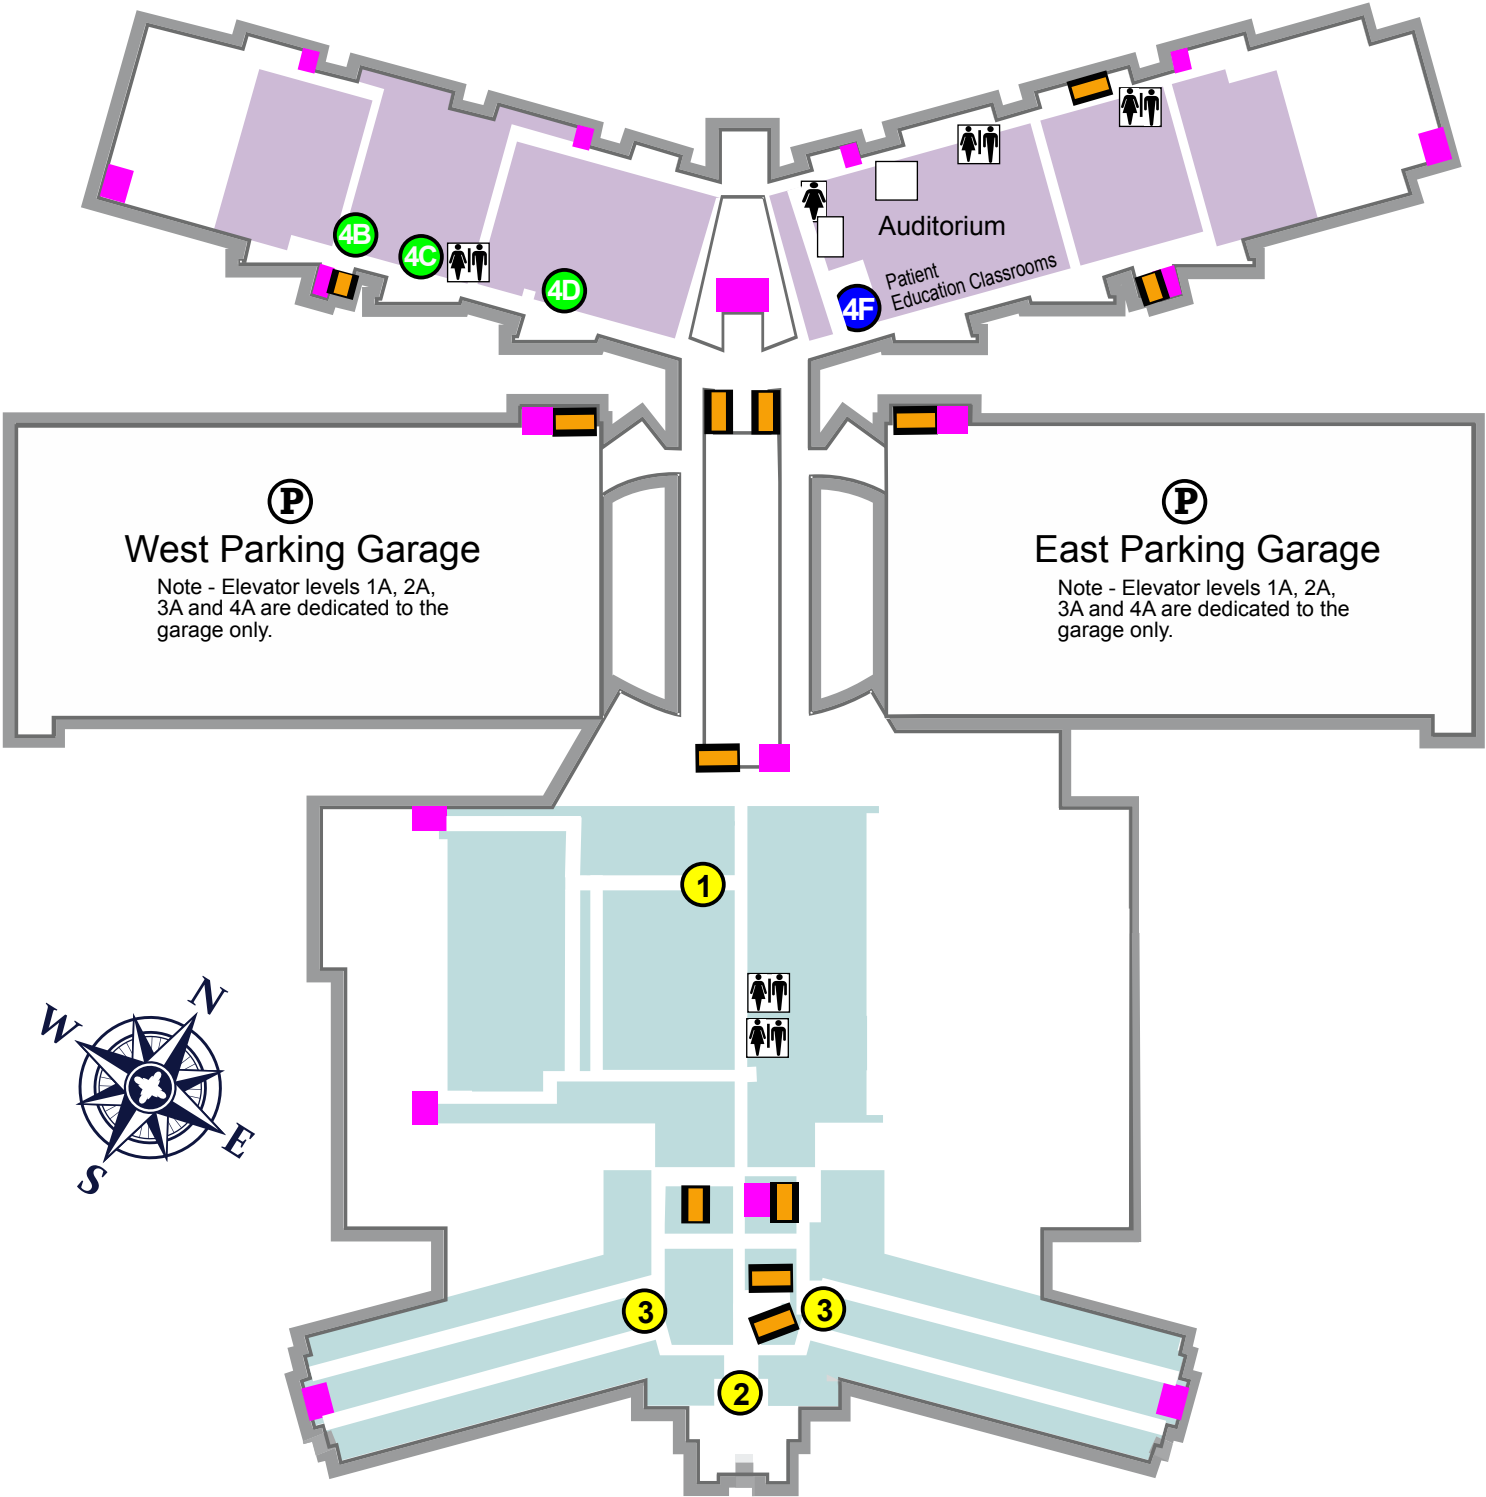 4B
4C
4D
Auditorium
Patient
Education Classrooms
4F
P
West Parking Garage
Note - Elevator levels 1A, 2A,
3A and 4A are dedicated to the
garage only.
P
East Parking Garage
Note - Elevator levels 1A, 2A,
3A and 4A are dedicated to the
garage only.
1
N
W
E
S
3
3
2